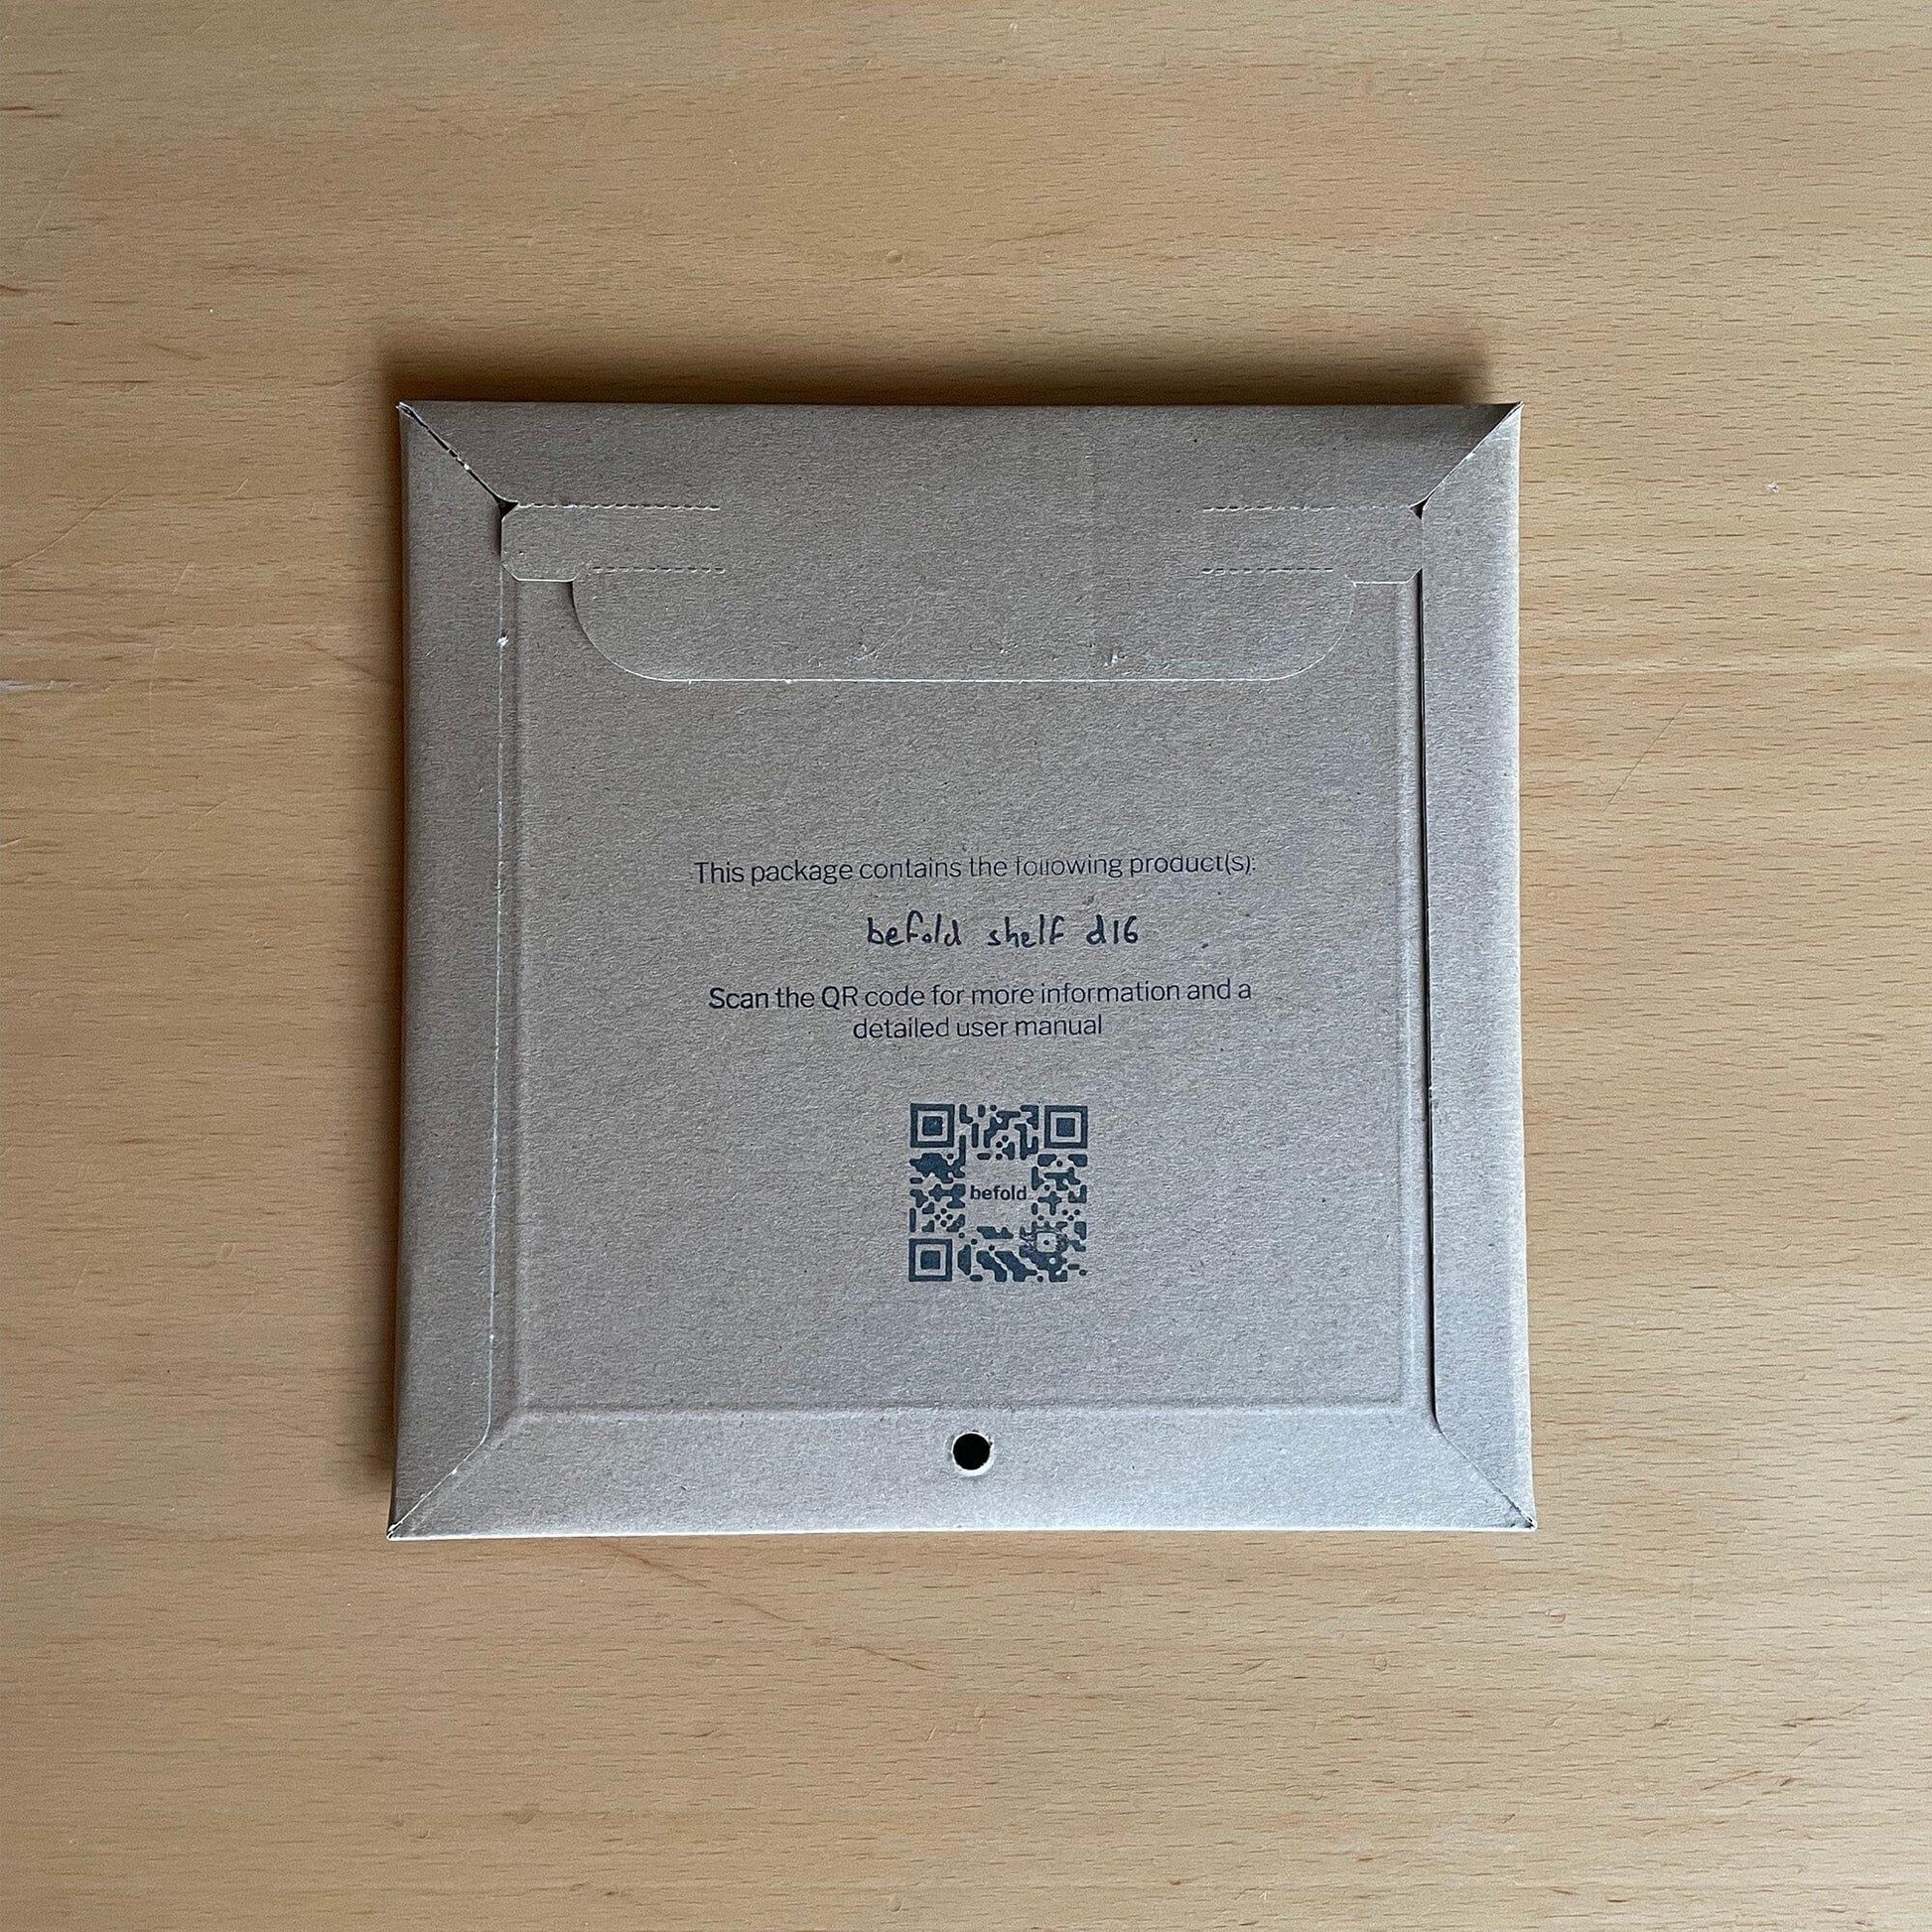 This package contains the following product(s):
befold shelf d16
Scan the QR code for more information and a
detailed user manual
befold